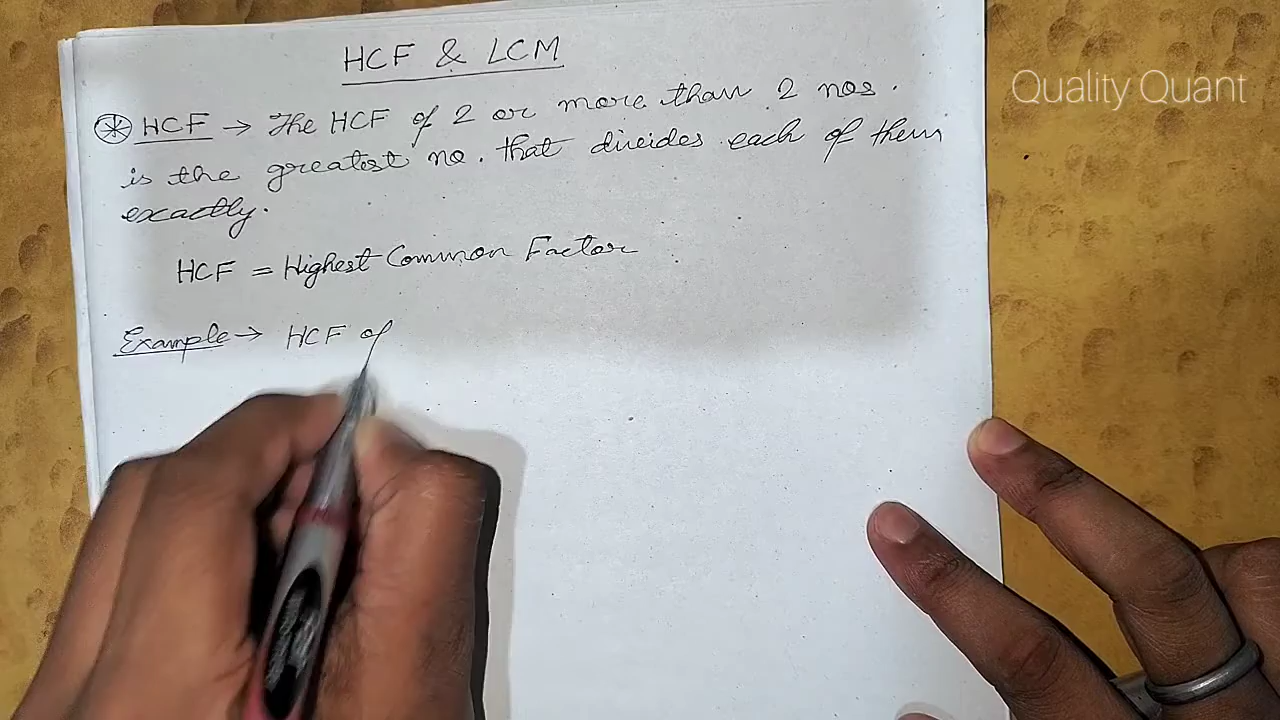 HCF & LCM
Quality Quant
HCF → The HCF of 2 or more than 2 nos.
is the greatest no. that divides each of them
exactly.
HCF = Highest Common Factor
Example → HCF of